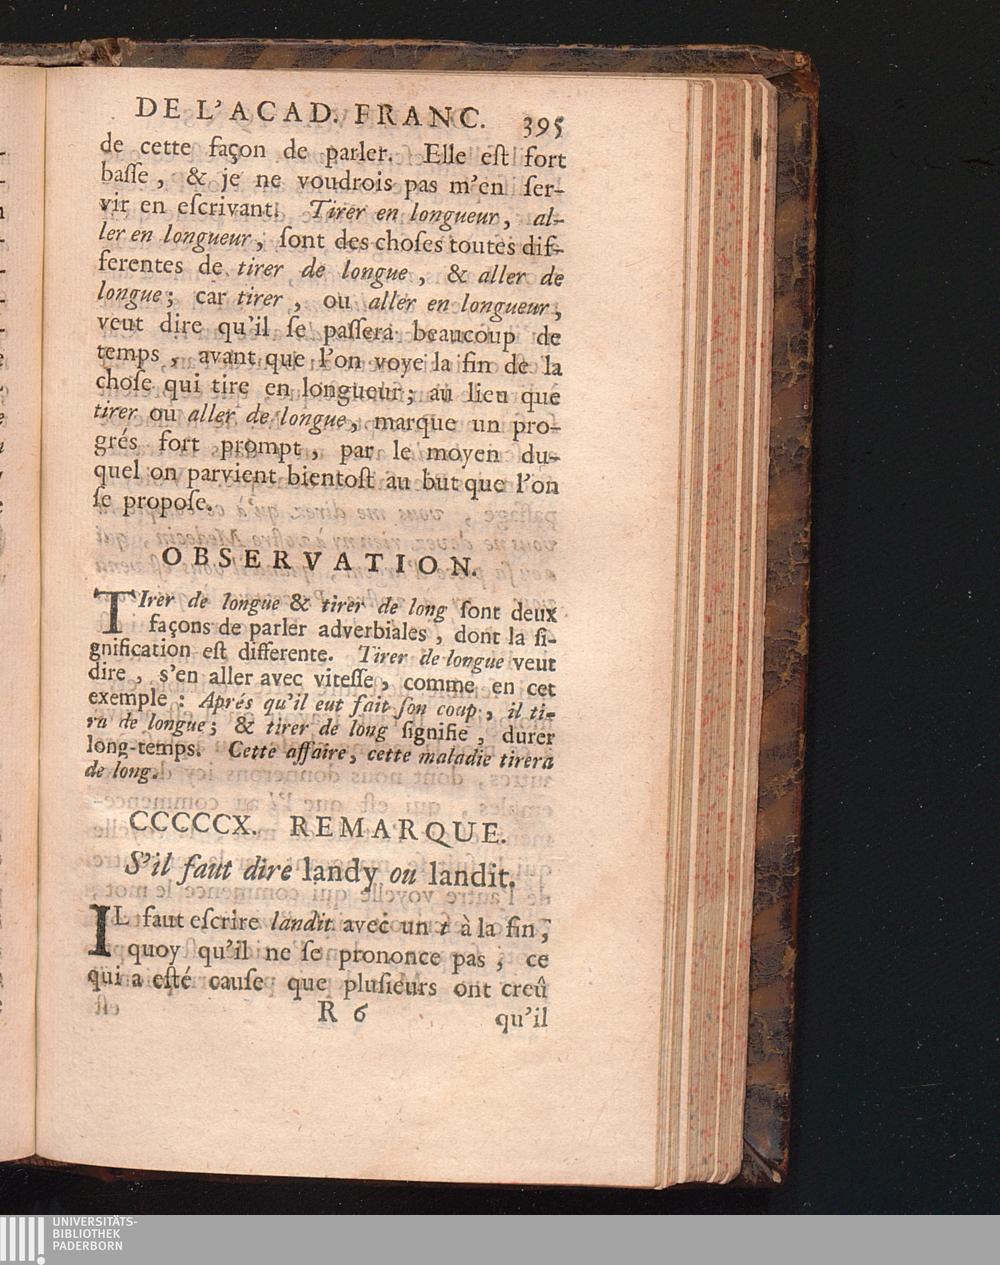 DE L'ACAD. FRANC. 395
de cette façon de parler. Elle eſt fort
baſſe, & je ne voudrois pas m'en ſer-
vir en eſcrivant. Tirer en longueur, al-
ler en longueur, ſont des choſes toutes dif-
ferentes de tirer de longue, & aller de
longue; car tirer, ou aller en longueur,
veut dire qu'il ſe paſſera beaucoup de
temps, avant que l'on voye la fin de la
choſe qui tire en longueur; au lieu que
tirer ou aller de longue, marque un pro-
grés fort prompt, par le moyen du-
quel on parvient bientoſt au but que l'on
ſe propoſe.
OBSERVATION.
TIrer de longue & tirer de long ſont deux
façons de parler adverbiales, dont la ſi-
gnification eſt differente. Tirer de longue veut
dire, s'en aller avec viteſſe, comme en cet
exemple : Aprés qu'il eut fait ſon coup, il ti-
ra de longue; & tirer de long ſignifie, durer
long-temps. Cette affaire, cette maladie tirera
de long.
CCCCCX. REMARQUE.
S'il faut dire landy ou landit.
IL faut eſcrire landit avec un t à la fin,
quoy qu'il ne ſe prononce pas, ce
qui a eſté cauſe que pluſieurs ont creû
R 6 qu'il
UNIVERSITÄTS-
BIBLIOTHEK
PADERBORN